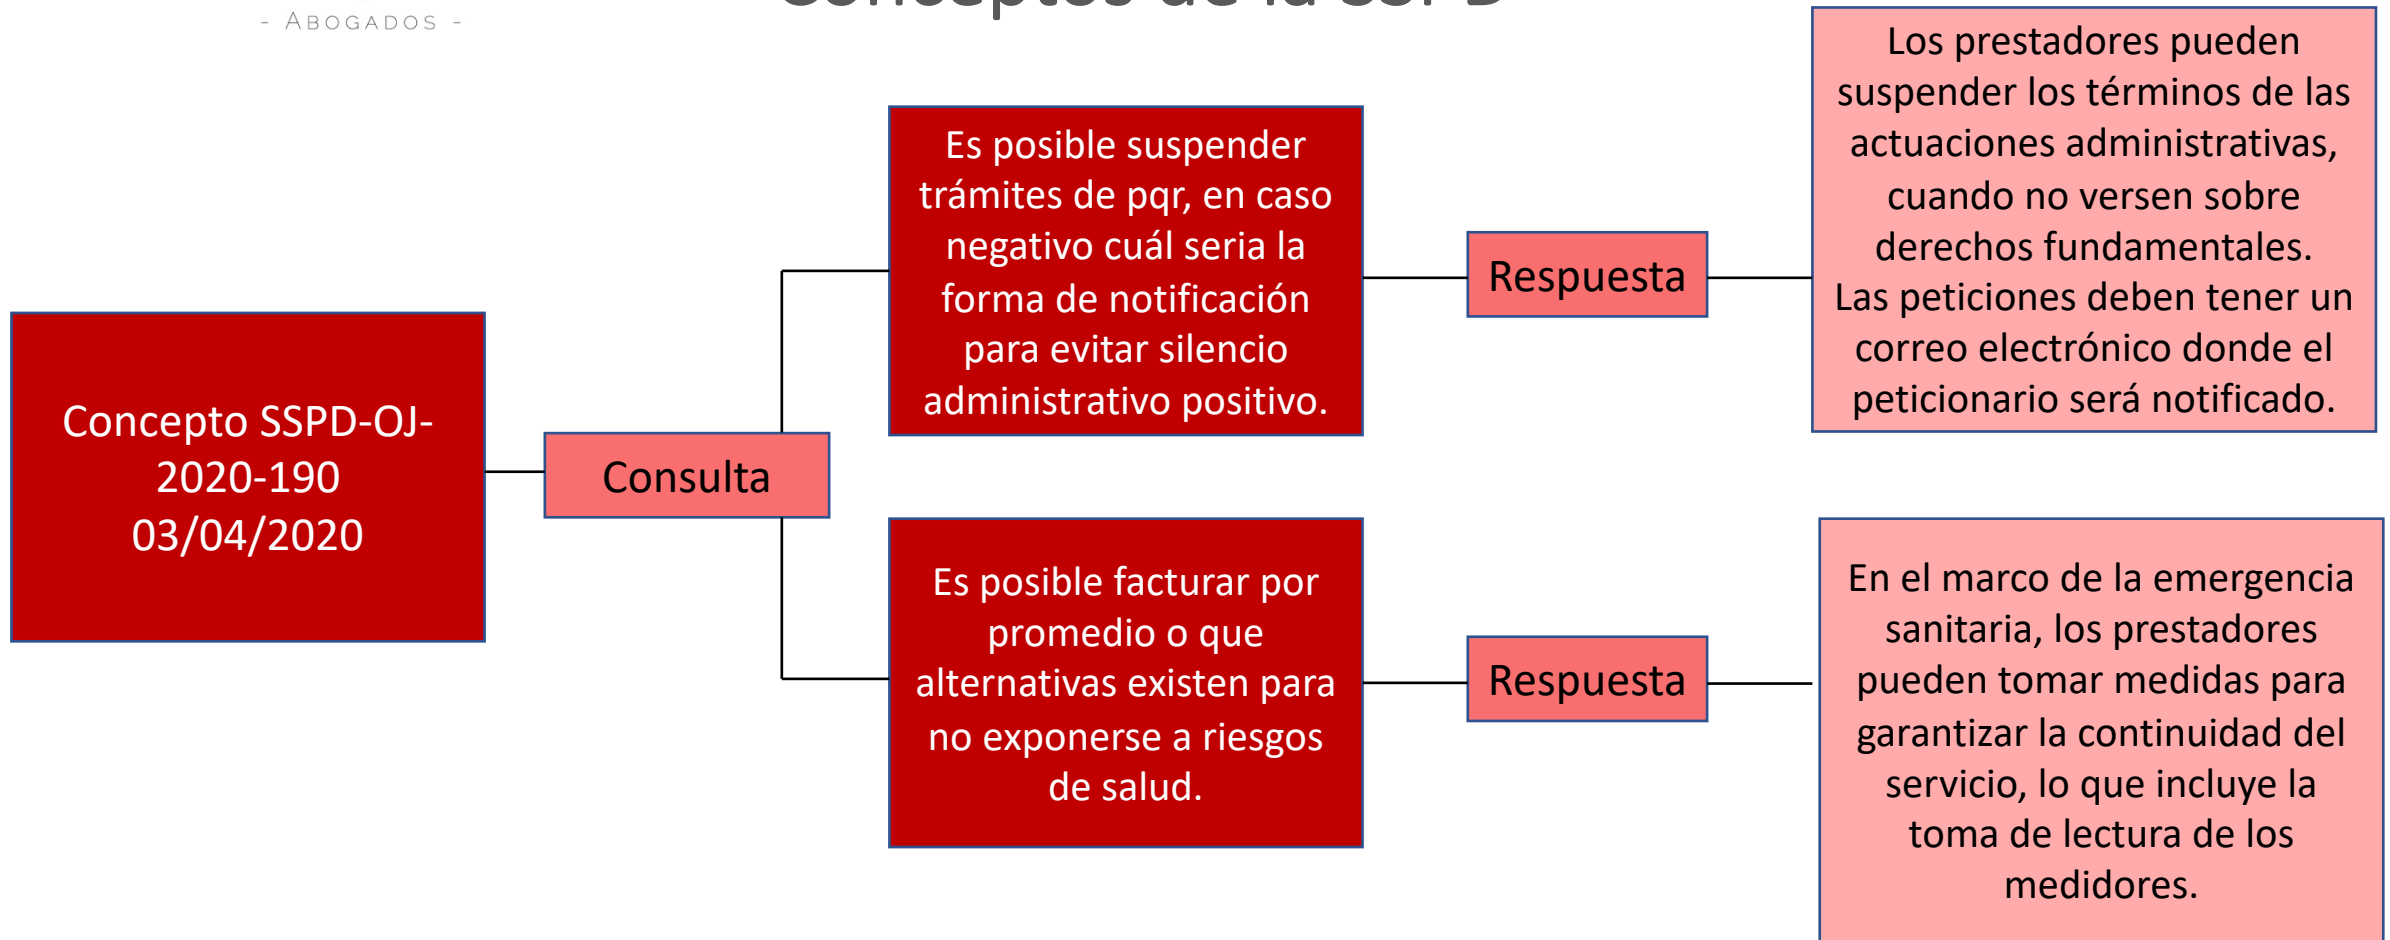 - ABOGADOS -
Conceptos de la SSPD
Concepto SSPD-OJ-
2020-190
03/04/2020
Consulta
Es posible suspender
trámites de pqr, en caso
negativo cuál seria la
forma de notificación
para evitar silencio
administrativo positivo.
Respuesta
Los prestadores pueden
suspender los términos de las
actuaciones administrativas,
cuando no versen sobre
derechos fundamentales.
Las peticiones deben tener un
correo electrónico donde el
peticionario será notificado.
Es posible facturar por
promedio o que
alternativas existen para
no exponerse a riesgos
de salud.
Respuesta
En el marco de la emergencia
sanitaria, los prestadores
pueden tomar medidas para
garantizar la continuidad del
servicio, lo que incluye la
toma de lectura de los
medidores.